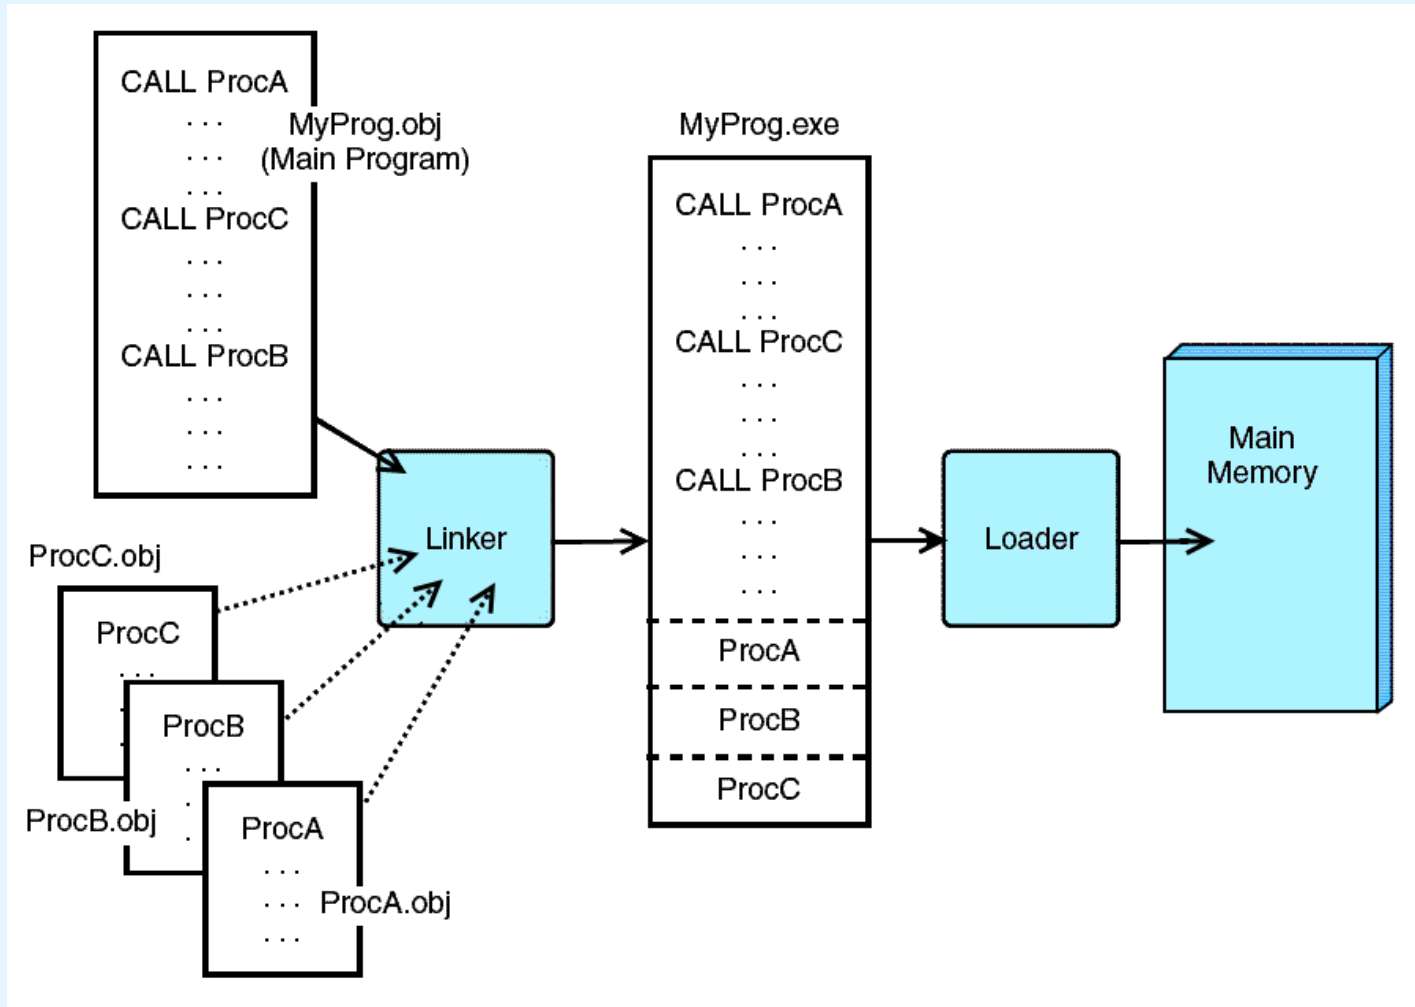 CALL ProcA
. . .
. . .
. . .
CALL ProcC
. . .
. . .
. . .
CALL ProcB
. . .
. . .
. . .
MyProg.obj
(Main Program)
ProcC.obj
ProcC
. . .
.
.
ProcB
. . .
.
.
ProcB.obj
ProcA
. . .
. . .
. . .
ProcA.obj
Linker
MyProg.exe
CALL ProcA
. . .
. . .
. . .
CALL ProcC
. . .
. . .
. . .
CALL ProcB
. . .
. . .
. . .
ProcA
ProcB
ProcC
Loader
Main
Memory